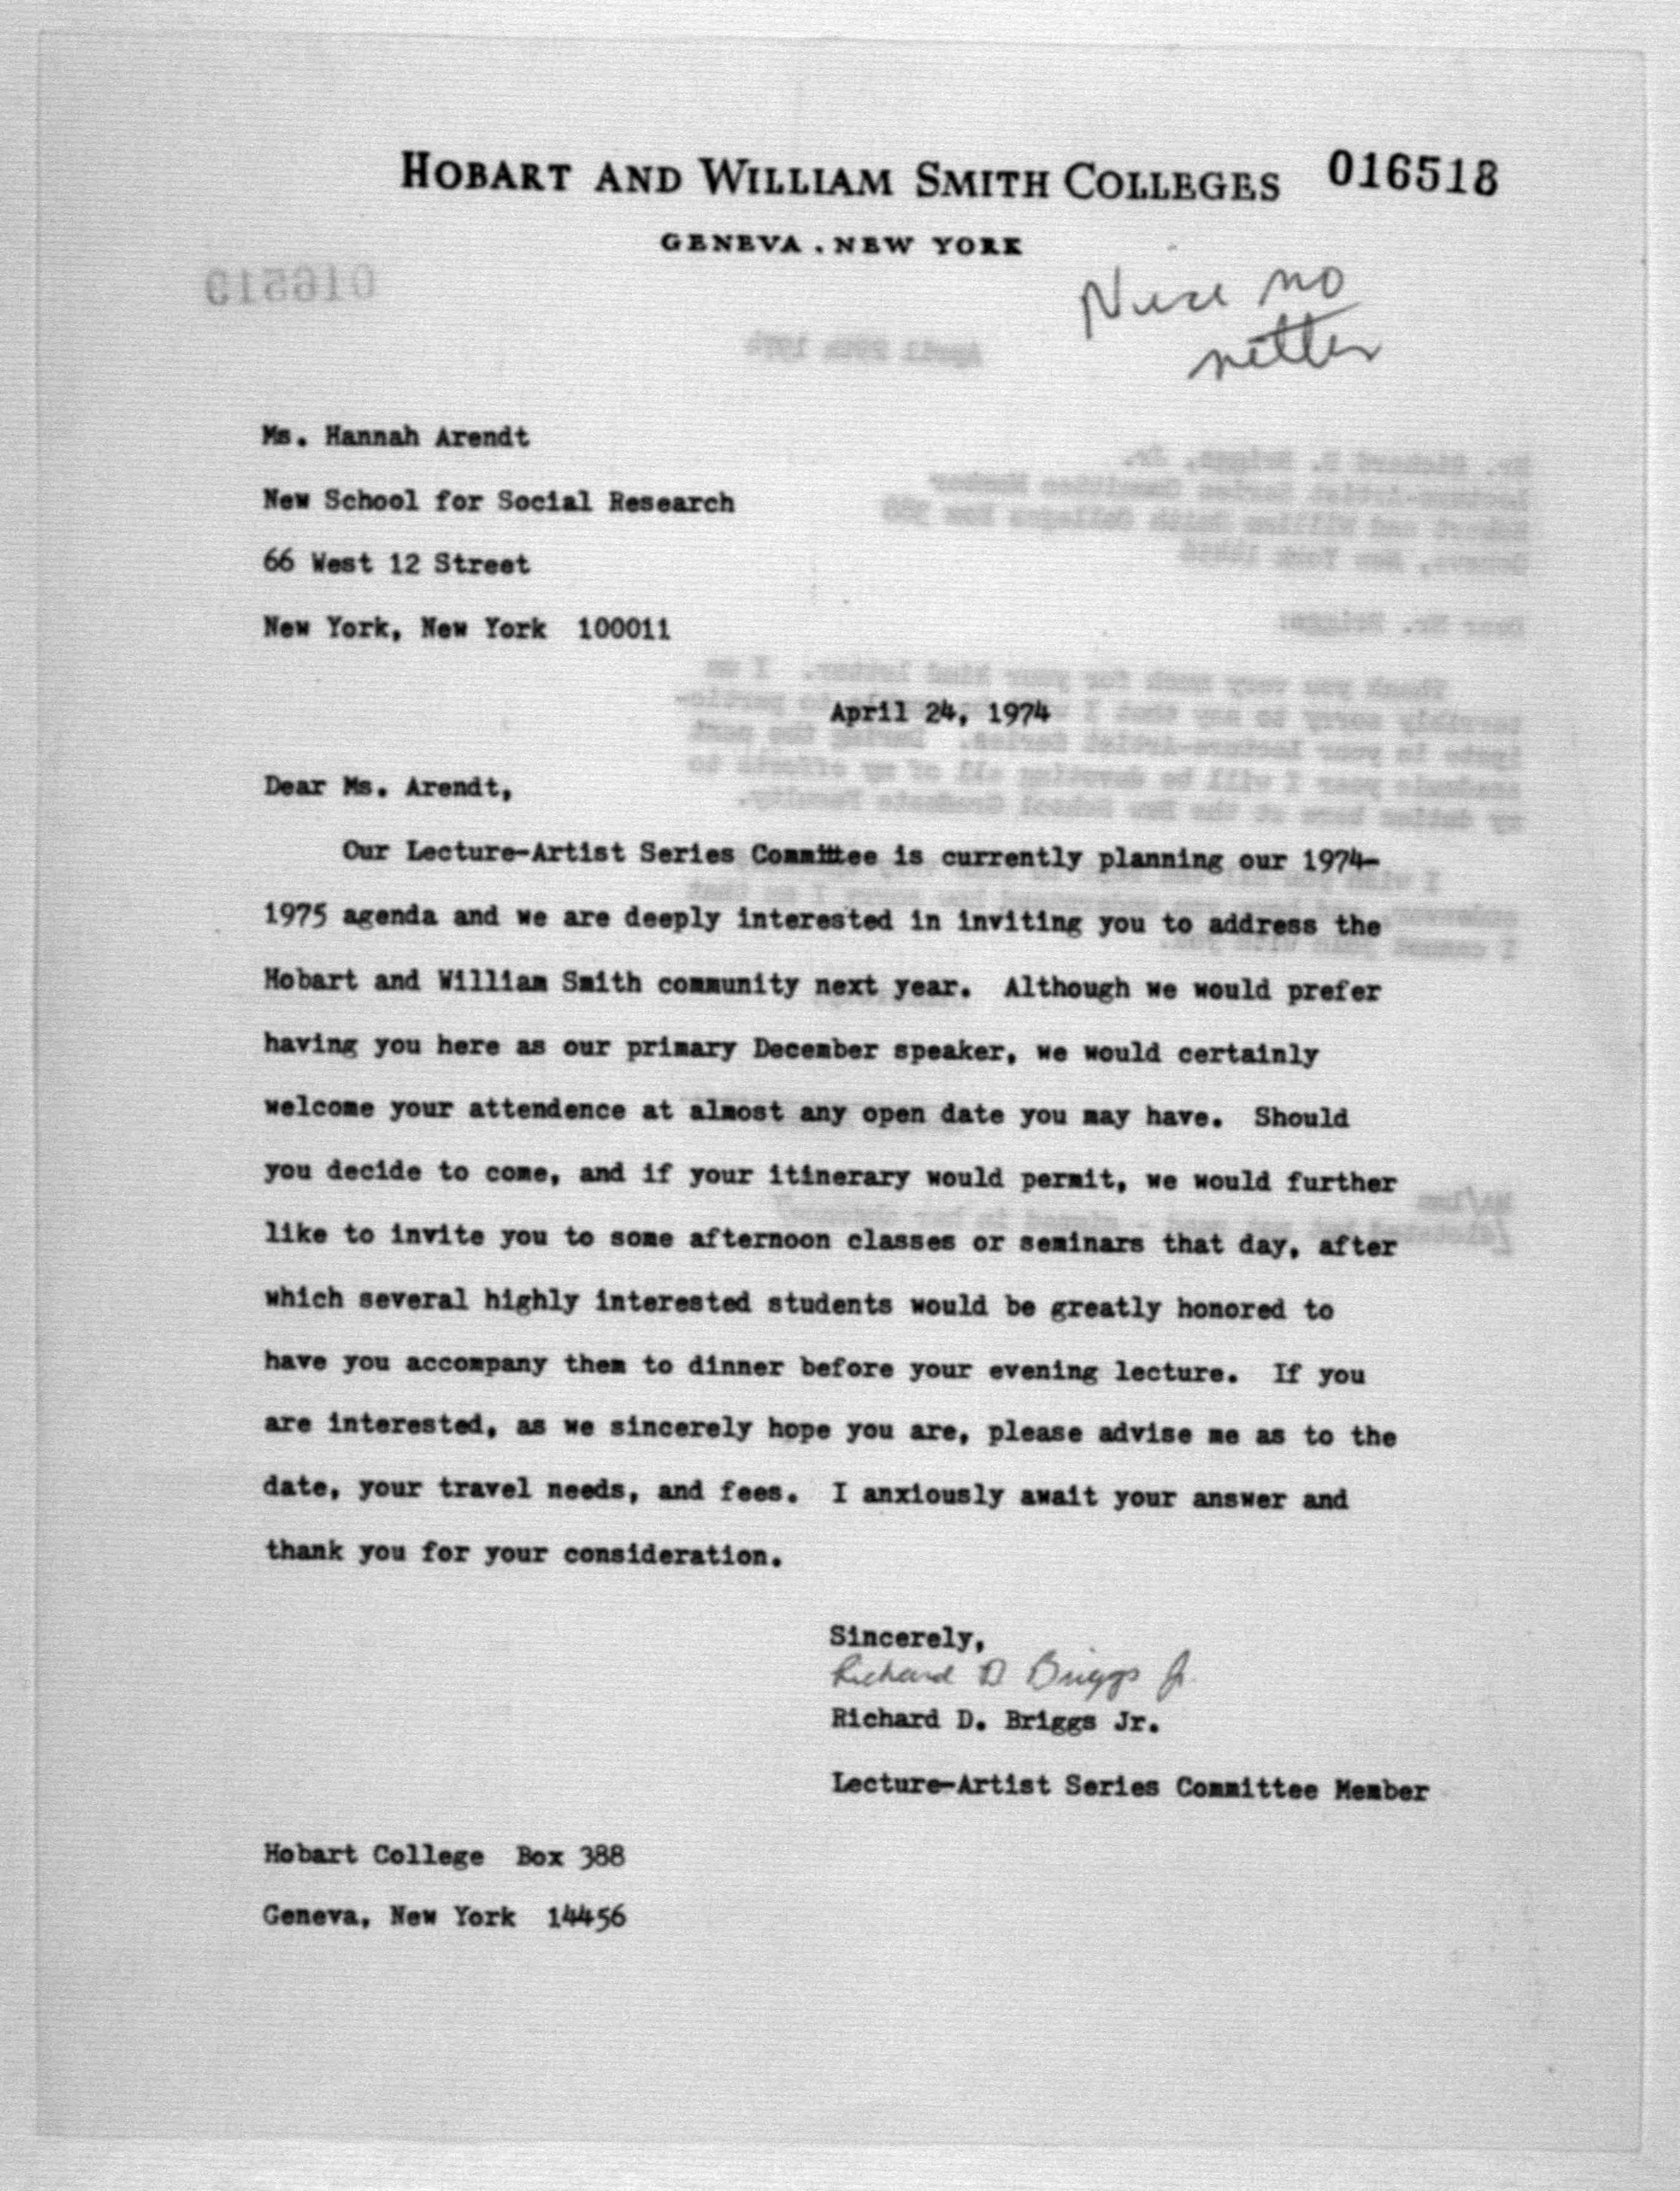 HOBART AND WILLIAM SMITH COLLEGES 016518
GENEVA . NEW YORK
no
Ms. Hannah Arendt
New School for Social Research
66 West 12 Street
New York, New York 100011
April 24, 1974
Dear Ms. Arendt,
Our Lecture-Artist Series Committee is currently planning our 1974-
1975 agenda and we are deeply interested in inviting you to address the
Hobart and William Smith community next year. Although we would prefer
having you here as our primary December speaker, we would certainly
welcome your attendence at almost any open date you may have. Should
you decide to come, and if your itinerary would permit, we would further
like to invite you to some afternoon classes or seminars that day, after
which several highly interested students would be greatly honored to
have you accompany them to dinner before your evening lecture. If you
are interested, as we sincerely hope you are, please advise me as to the
date, your travel needs, and fees. I anxiously await your answer and
thank you for your consideration.
Sincerely,
Richard D Briggs Jr.
Richard D. Briggs Jr.
Lecture-Artist Series Committee Member
Hobart College Box 388
Geneva, New York 14456